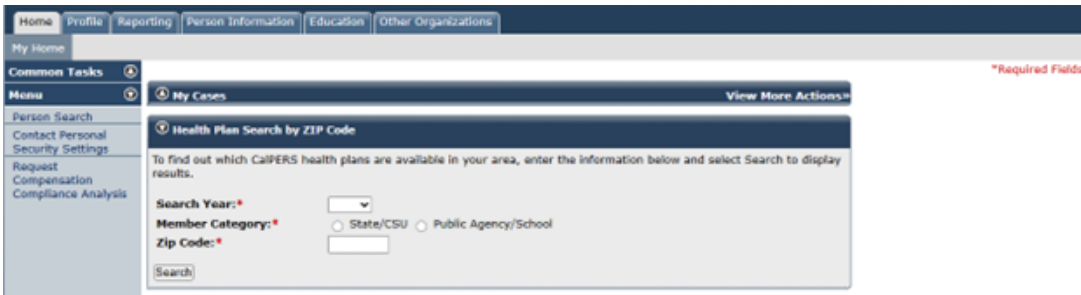 Home Profile Reporting Person Information Education Other Organizations
My Home
Common Tasks
*Required Fields
Menu
My Cases View More Actions»
Person Search
Contact Personal
Security Settings
Request
Compensation
Compliance Analysis
Health Plan Search by ZIP Code
To find out which CalPERS health plans are available in your area, enter the information below and select Search to display
results.
Search Year:*
Member Category:* State/CSU Public Agency/School
Zip Code:*
Search